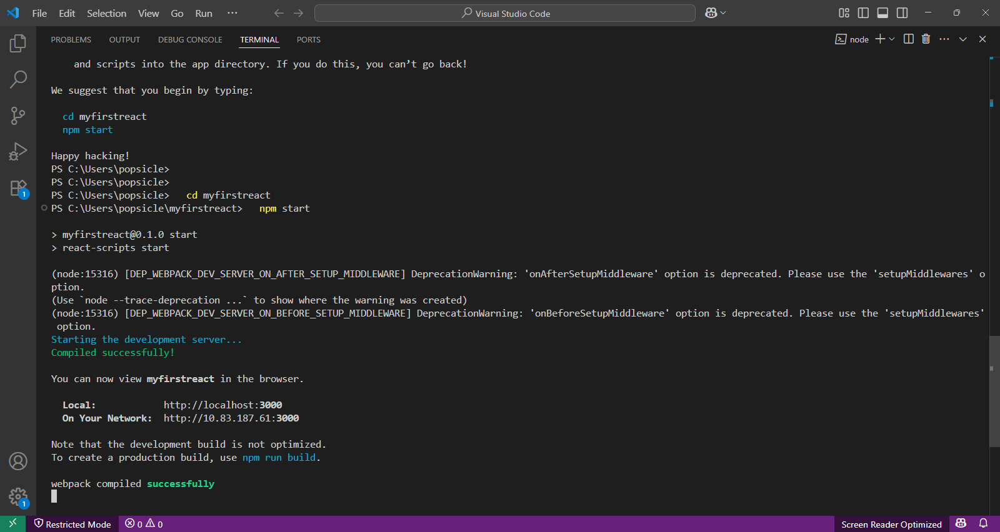 File Edit Selection View Go Run ··· Visual Studio Code
PROBLEMS OUTPUT DEBUG CONSOLE TERMINAL PORTS node
and scripts into the app directory. If you do this, you can’t go back!
We suggest that you begin by typing:
cd myfirstreact
npm start
Happy hacking!
PS C:\Users\popsicle>
PS C:\Users\popsicle>
PS C:\Users\popsicle> cd myfirstreact
PS C:\Users\popsicle\myfirstreact> npm start
> myfirstreact@0.1.0 start
> react-scripts start
(node:15316) [DEP_WEBPACK_DEV_SERVER_ON_AFTER_SETUP_MIDDLEWARE] DeprecationWarning: 'onAfterSetupMiddleware' option is deprecated. Please use the 'setupMiddlewares' o
ption.
(Use `node --trace-deprecation ...` to show where the warning was created)
(node:15316) [DEP_WEBPACK_DEV_SERVER_ON_BEFORE_SETUP_MIDDLEWARE] DeprecationWarning: 'onBeforeSetupMiddleware' option is deprecated. Please use the 'setupMiddlewares'
option.
Starting the development server...
Compiled successfully!
You can now view myfirstreact in the browser.
Local: http://localhost:3000
On Your Network: http://10.83.187.61:3000
Note that the development build is not optimized.
To create a production build, use npm run build.
webpack compiled successfully
1
1
Restricted Mode 0 0 Screen Reader Optimized